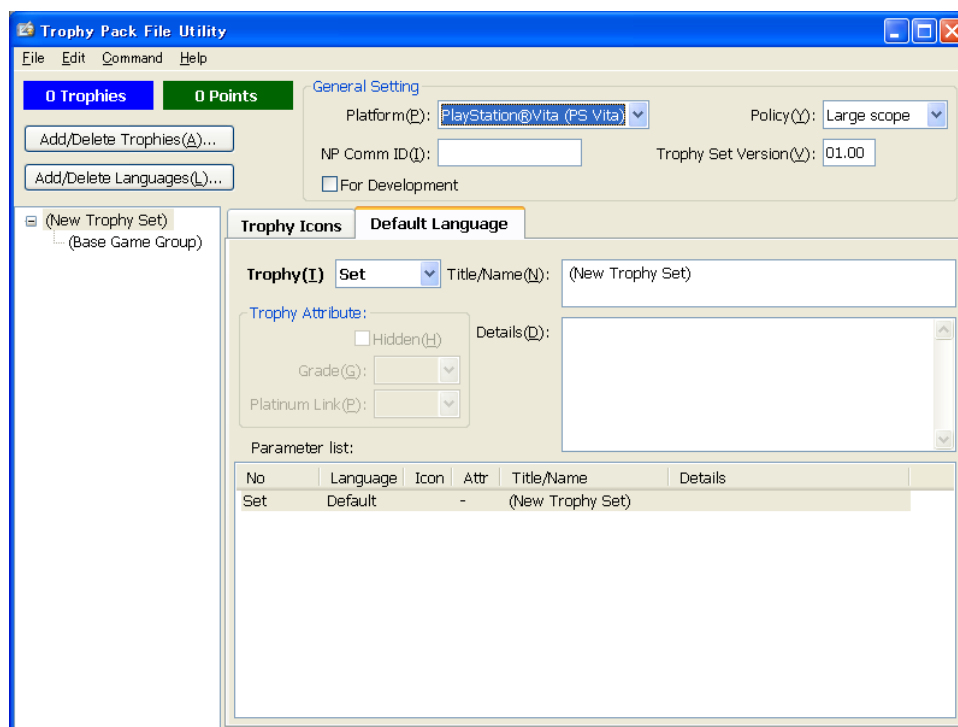 Trophy Pack File Utility
File Edit Command Help
0 Trophies 0 Points
General Setting
Platform(P): PlayStation®Vita (PS Vita) Policy(Y): Large scope
Add/Delete Trophies(A)...
NP Comm ID(I): Trophy Set Version(V): 01.00
Add/Delete Languages(L)...
For Development
(New Trophy Set)
(Base Game Group)
Trophy Icons Default Language
Trophy(I) Set Title/Name(N): (New Trophy Set)
Trophy Attribute:
Hidden(H) Details(D):
Grade(G):
Platinum Link(P):
Parameter list:
No Language Icon Attr Title/Name Details
Set Default - (New Trophy Set)